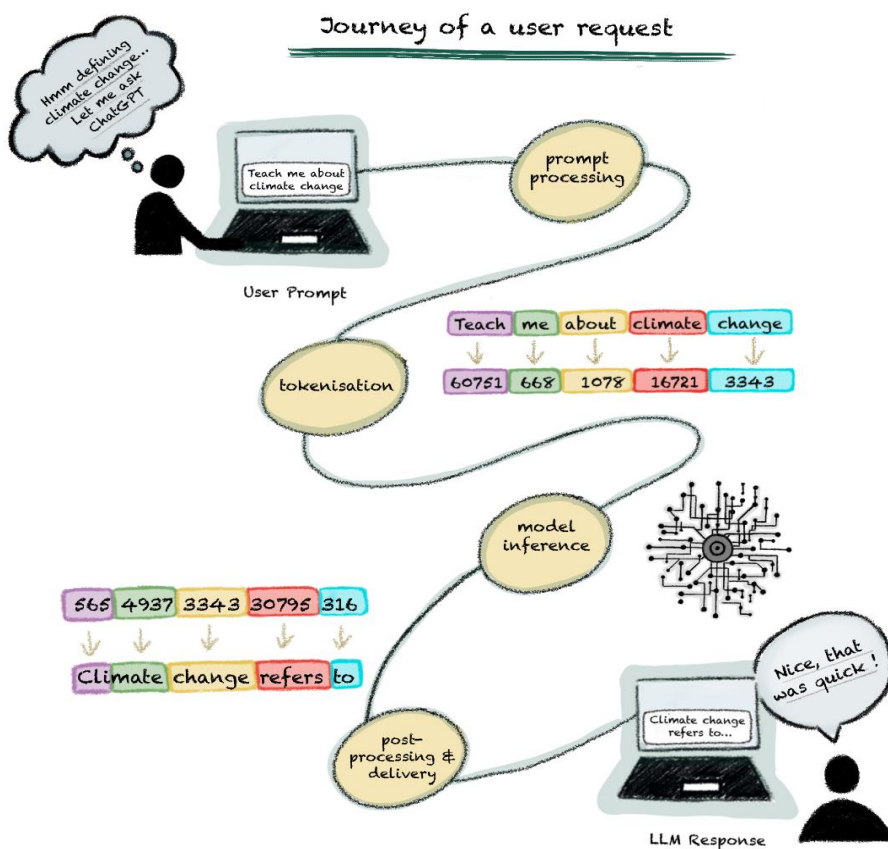 Journey of a user request
Hmm defining
climate change...
Let me ask
ChatGPT
Teach me about
climate change
User Prompt
prompt
processing
Teach me about climate change
60751 668 1078 16721 3343
tokenisation
model
inference
565 4937 3343 30795 316
Climate change refers to
post-
processing &
delivery
Climate change
refers to...
Nice, that
was quick!
LLM Response